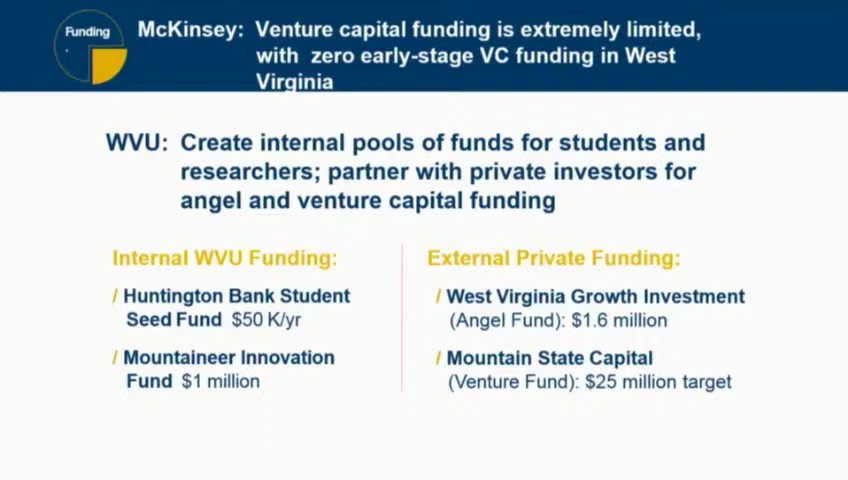 Funding
McKinsey: Venture capital funding is extremely limited,
with zero early-stage VC funding in West
Virginia
WVU: Create internal pools of funds for students and
researchers; partner with private investors for
angel and venture capital funding
Internal WVU Funding:
/ Huntington Bank Student
Seed Fund $50 K/yr
/ Mountaineer Innovation
Fund $1 million
External Private Funding:
/ West Virginia Growth Investment
(Angel Fund): $1.6 million
/ Mountain State Capital
(Venture Fund): $25 million target